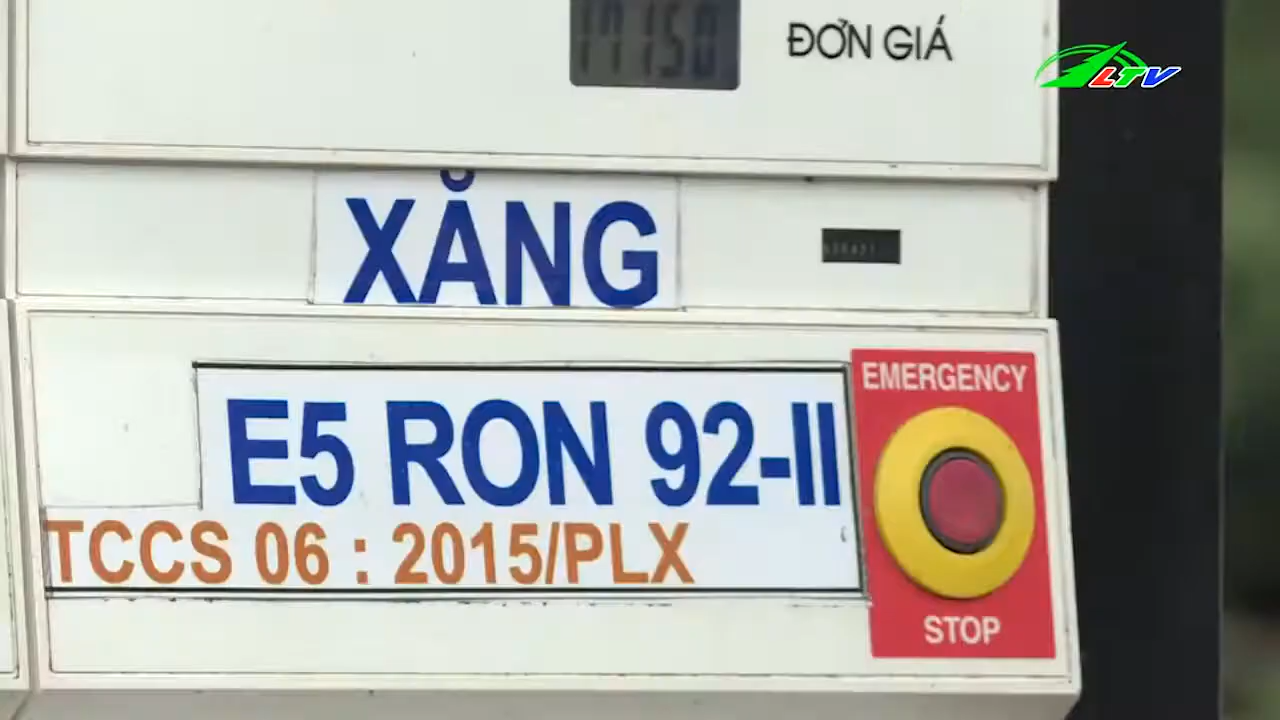 17150
ĐƠN GIÁ
LTV
XĂNG
EMERGENCY
E5 RON 92-II
TCCS 06 : 2015/PLX
STOP